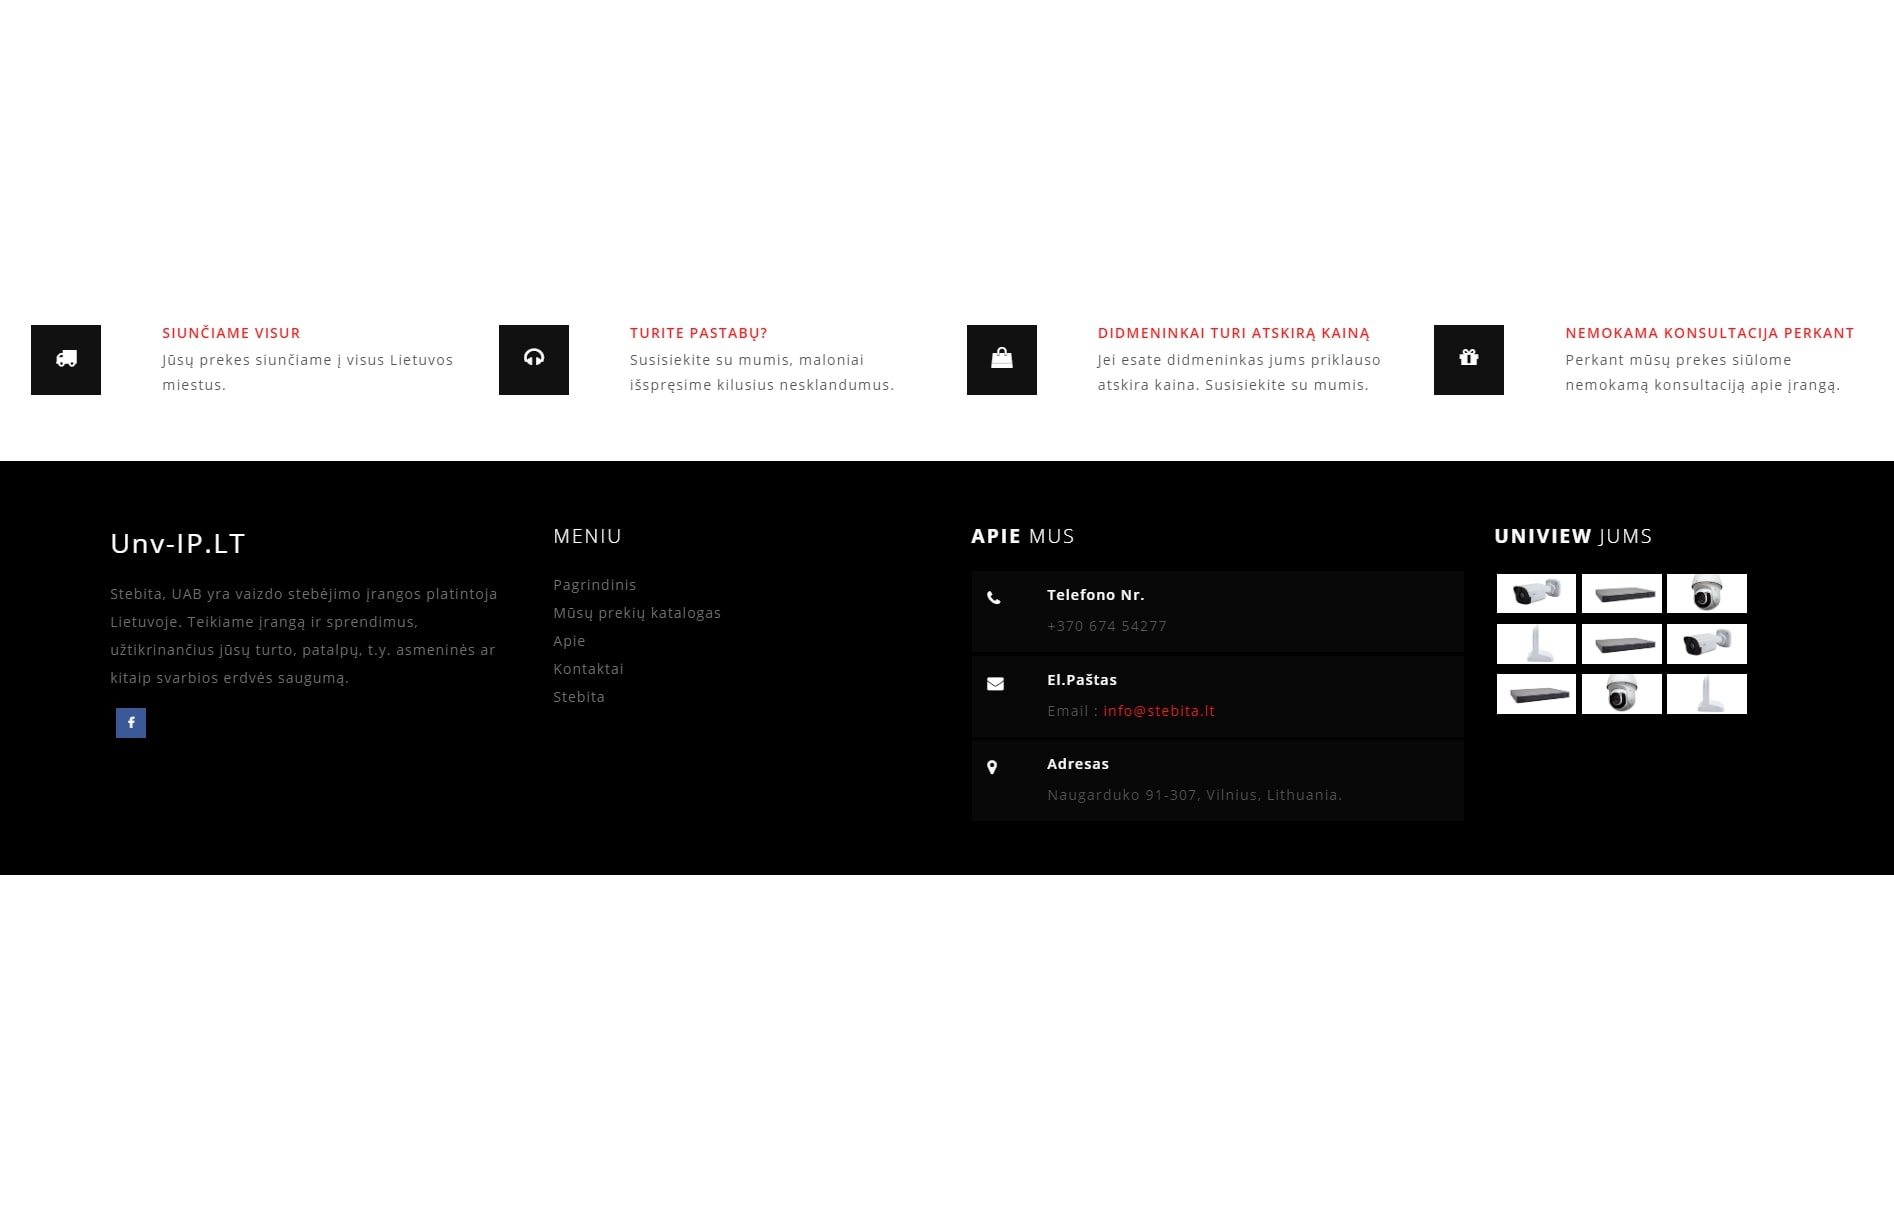 SIUNČIAME VISUR
Jūsų prekes siunčiame į visus Lietuvos
miestus.
TURITE PASTABŲ?
Susisiekite su mumis, maloniai
išspręsime kilusius nesklandumus.
DIDMENINKAI TURI ATSKIRĄ KAINĄ
Jei esate didmeninkas jums priklauso
atskira kaina. Susisiekite su mumis.
NEMOKAMA KONSULTACIJA PERKANT
Perkant mūsų prekes siūlome
nemokamą konsultaciją apie įrangą.
Unv-IP.LT
Stebita, UAB yra vaizdo stebėjimo įrangos platintoja
Lietuvoje. Teikiame įrangą ir sprendimus,
užtikrinančius jūsų turto, patalpų, t.y. asmeninės ar
kitaip svarbios erdvės saugumą.
MENIU
Pagrindinis
Mūsų prekių katalogas
Apie
Kontaktai
Stebita
APIE MUS
Telefono Nr.
+370 674 54277
El.Paštas
Email : info@stebita.lt
Adresas
Naugarduko 91-307, Vilnius, Lithuania.
UNIVIEW JUMS